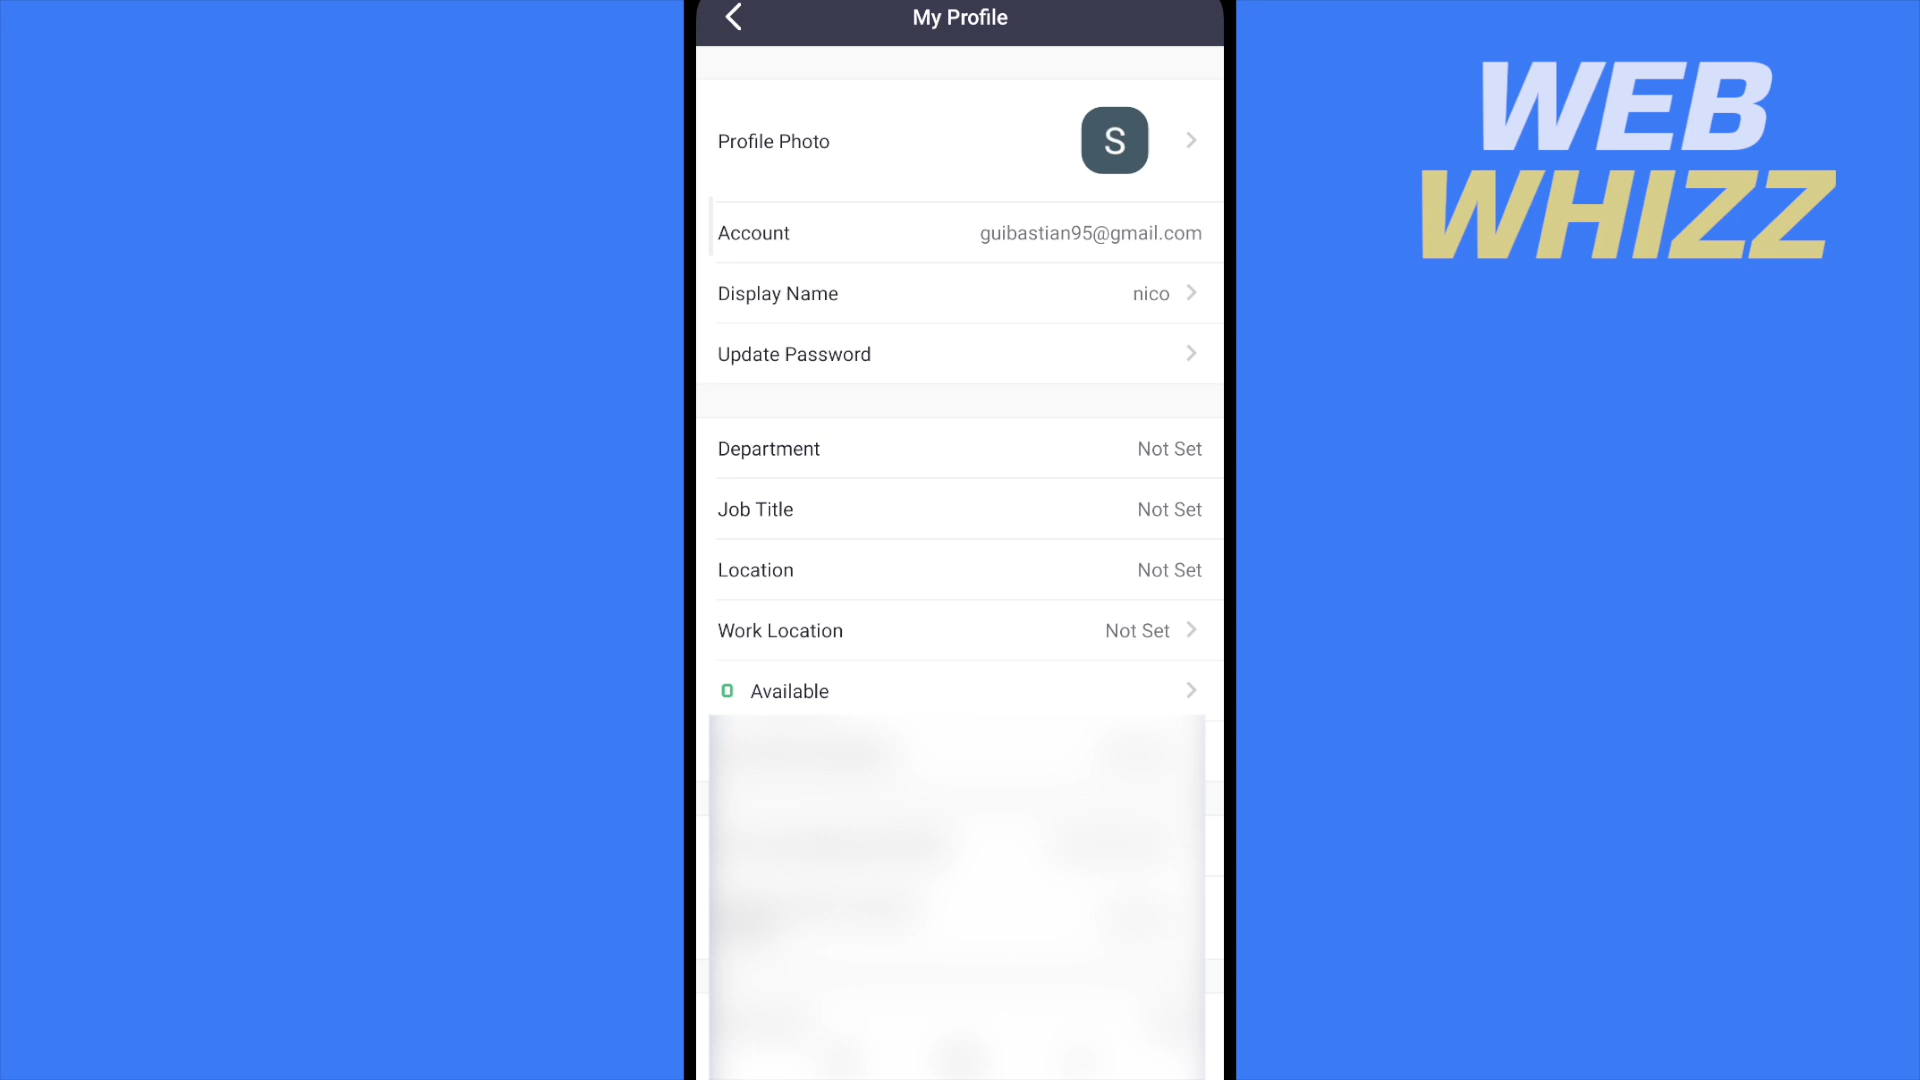 My Profile
WEB
WHIZZ
Profile Photo
S
Account guibastian95@gmail.com
Display Name nico
Update Password
Department Not Set
Job Title Not Set
Location Not Set
Work Location Not Set
Available